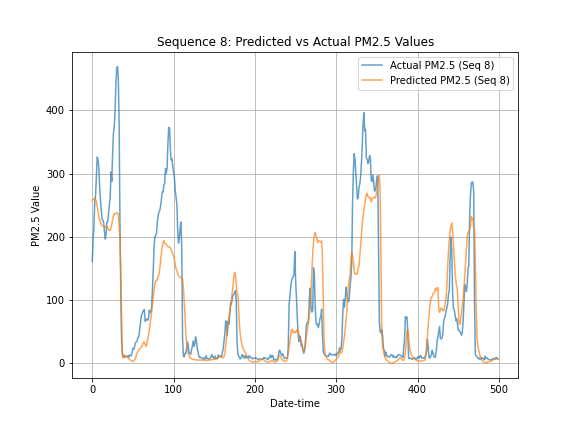 Sequence 8: Predicted vs Actual PM2.5 Values
Actual PM2.5 (Seq 8)
Predicted PM2.5 (Seq 8)
PM2.5 Value
400
300
200
100
0
0 100 200 300 400 500
Date-time